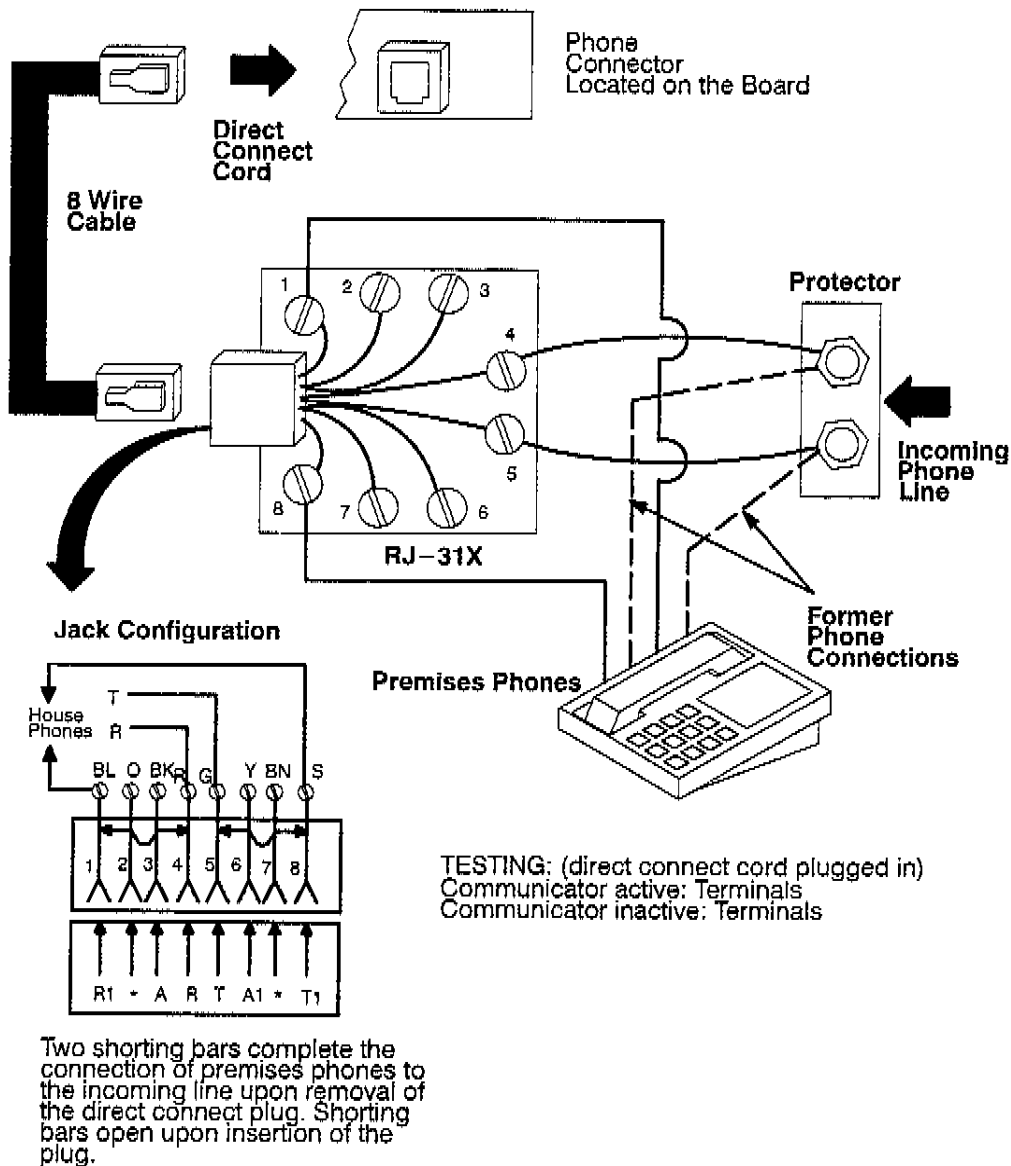 Phone
Connector
Located on the Board
Direct
Connect
Cord
8 Wire
Cable
Protector
1
2
3
4
5
6
7
8
RJ-31X
Incoming
Phone
Line
Former
Phone
Connections
Premises Phones
Jack Configuration
House
Phones
T
R
BL O BK R G Y BN S
1 2 3 4 5 6 7 8
R1 * A R T A1 * T1
TESTING: (direct connect cord plugged in)
Communicator active: Terminals
Communicator inactive: Terminals
Two shorting bars complete the
connection of premises phones to
the incoming line upon removal of
the direct connect plug. Shorting
bars open upon insertion of the
plug.